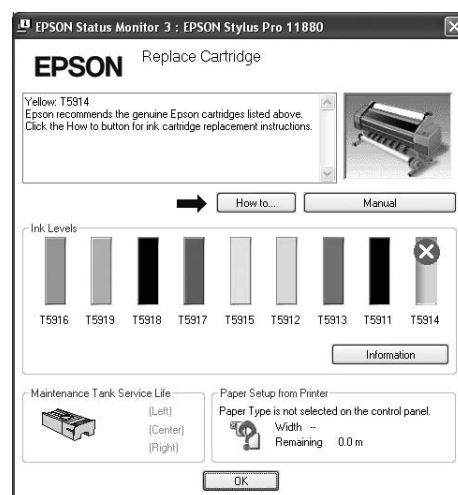 EPSON Status Monitor 3 : EPSON Stylus Pro 11880
EPSON
Replace Cartridge
Yellow: T5914
Epson recommends the genuine Epson cartridges listed above.
Click the How to button for ink cartridge replacement instructions.
How to... Manual
Ink Levels
T5916 T5919 T5918 T5917 T5915 T5912 T5913 T5911 T5914
Information
Maintenance Tank Service Life
(Left)
(Center)
(Right)
Paper Setup from Printer
Paper Type is not selected on the control panel.
Width --
Remaining 0.0 m
OK